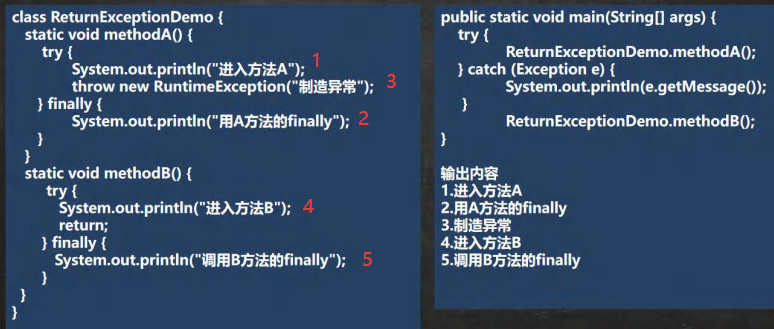 class ReturnExceptionDemo {
static void methodA() {
try {
System.out.println("进入方法A"); 1
throw new RuntimeException("制造异常"); 3
} finally {
System.out.println("用A方法的finally"); 2
}
}
static void methodB() {
try {
System.out.println("进入方法B"); 4
return;
} finally {
System.out.println("调用B方法的finally"); 5
}
}
}
public static void main(String[] args) {
try {
ReturnExceptionDemo.methodA();
} catch (Exception e) {
System.out.println(e.getMessage());
}
ReturnExceptionDemo.methodB();
}
输出内容
1.进入方法A
2.用A方法的finally
3.制造异常
4.进入方法B
5.调用B方法的finally